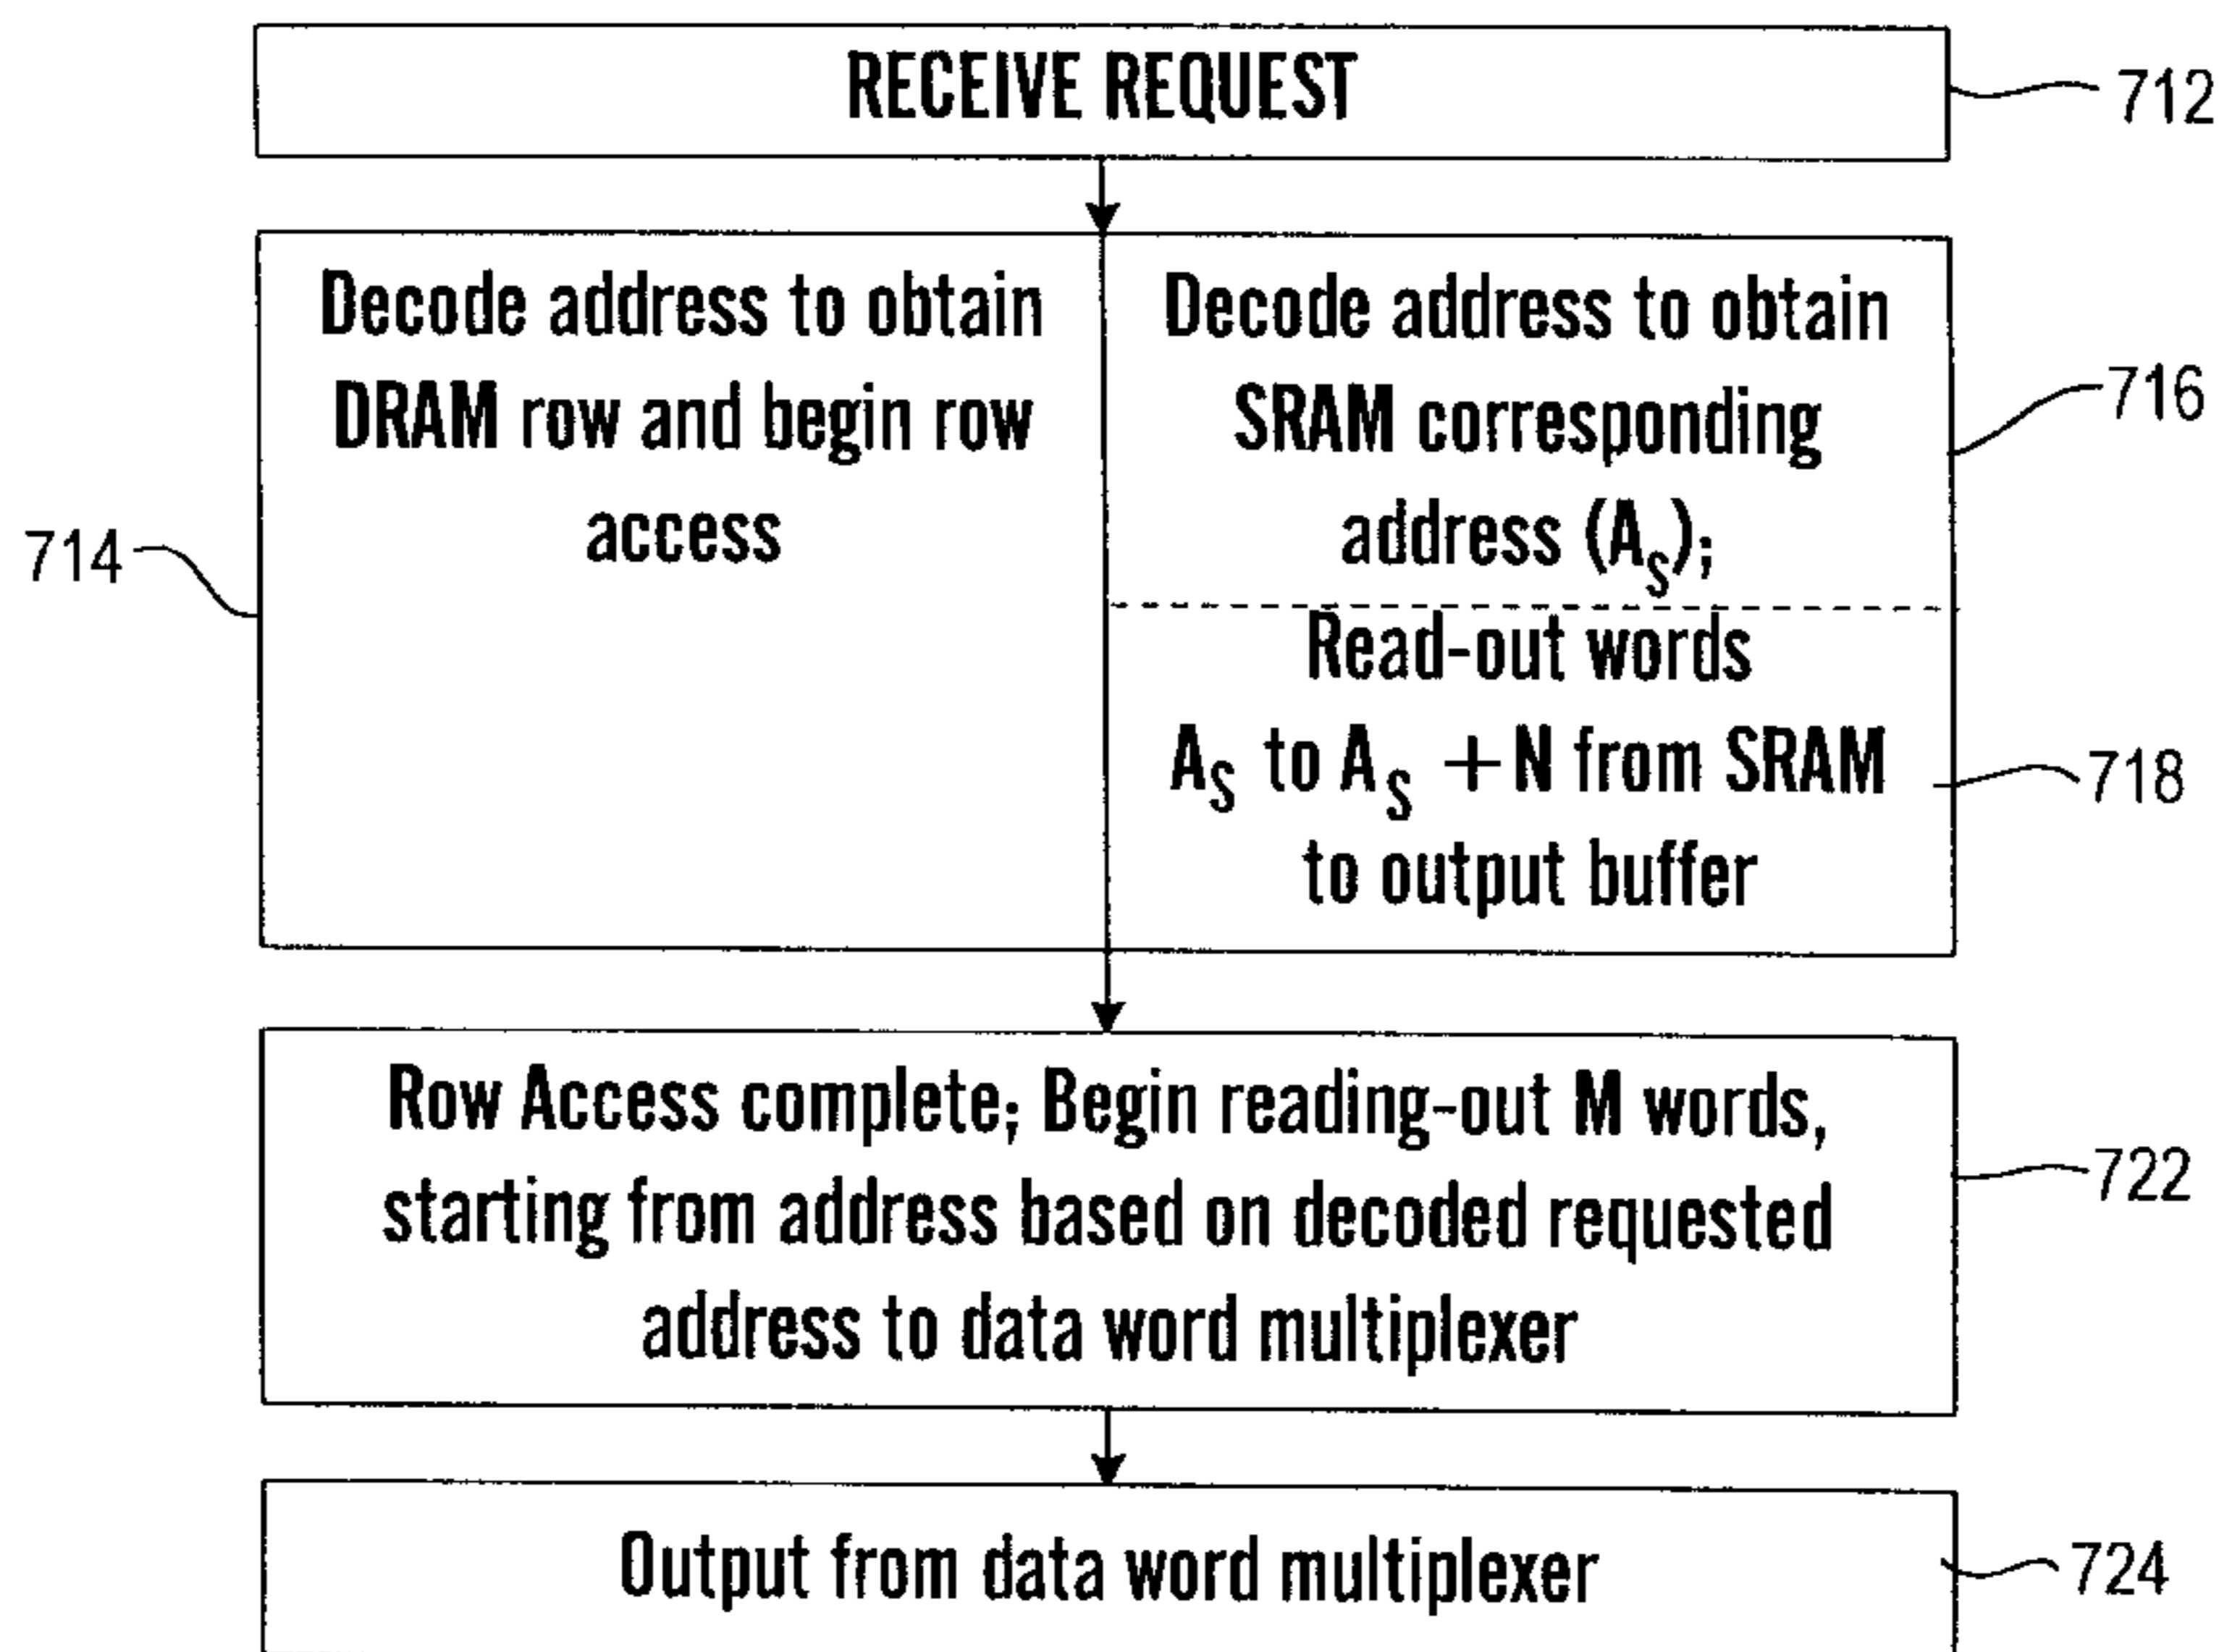 RECEIVE REQUEST
712
Decode address to obtain
DRAM row and begin row
access
714
Decode address to obtain
SRAM corresponding
address (As);
716
Read-out words
As to As +N from SRAM
to output buffer
718
Row Access complete; Begin reading-out M words,
starting from address based on decoded requested
address to data word multiplexer
722
Output from data word multiplexer
724